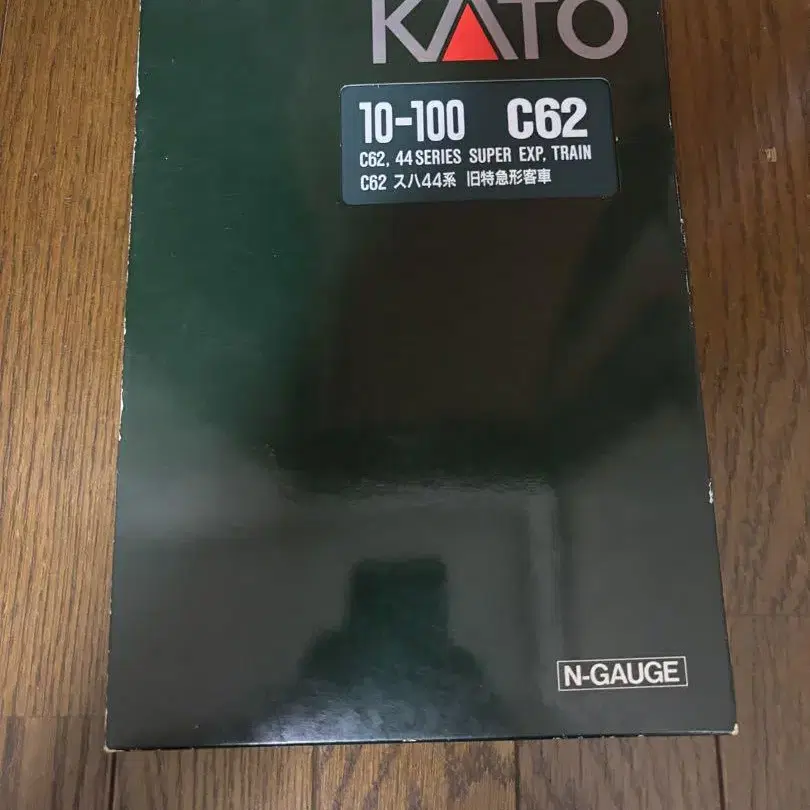 KATO
10-100 C62
C62, 44 SERIES SUPER EXP, TRAIN
C62 スハ44系 旧特急形客車
N-GAUGE